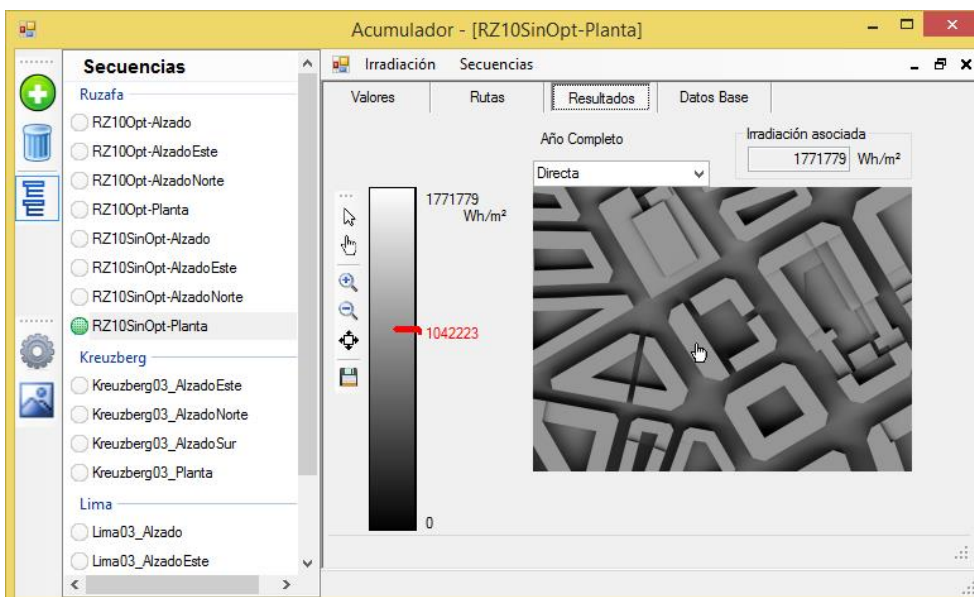 Acumulador - [RZ10SinOpt-Planta]
Secuencias
Ruzafa
RZ10Opt-Alzado
RZ10Opt-AlzadoEste
RZ10Opt-AlzadoNorte
RZ10Opt-Planta
RZ10SinOpt-Alzado
RZ10SinOpt-AlzadoEste
RZ10SinOpt-AlzadoNorte
RZ10SinOpt-Planta
Kreuzberg
Kreuzberg03_AlzadoEste
Kreuzberg03_AlzadoNorte
Kreuzberg03_AlzadoSur
Kreuzberg03_Planta
Lima
Lima03_Alzado
Lima03_AlzadoEste
Irradiación Secuencias
Valores Rutas Resultados Datos Base
Año Completo
Directa
Irradiación asociada
1771779 Wh/m²
1771779
Wh/m²
1042223
0